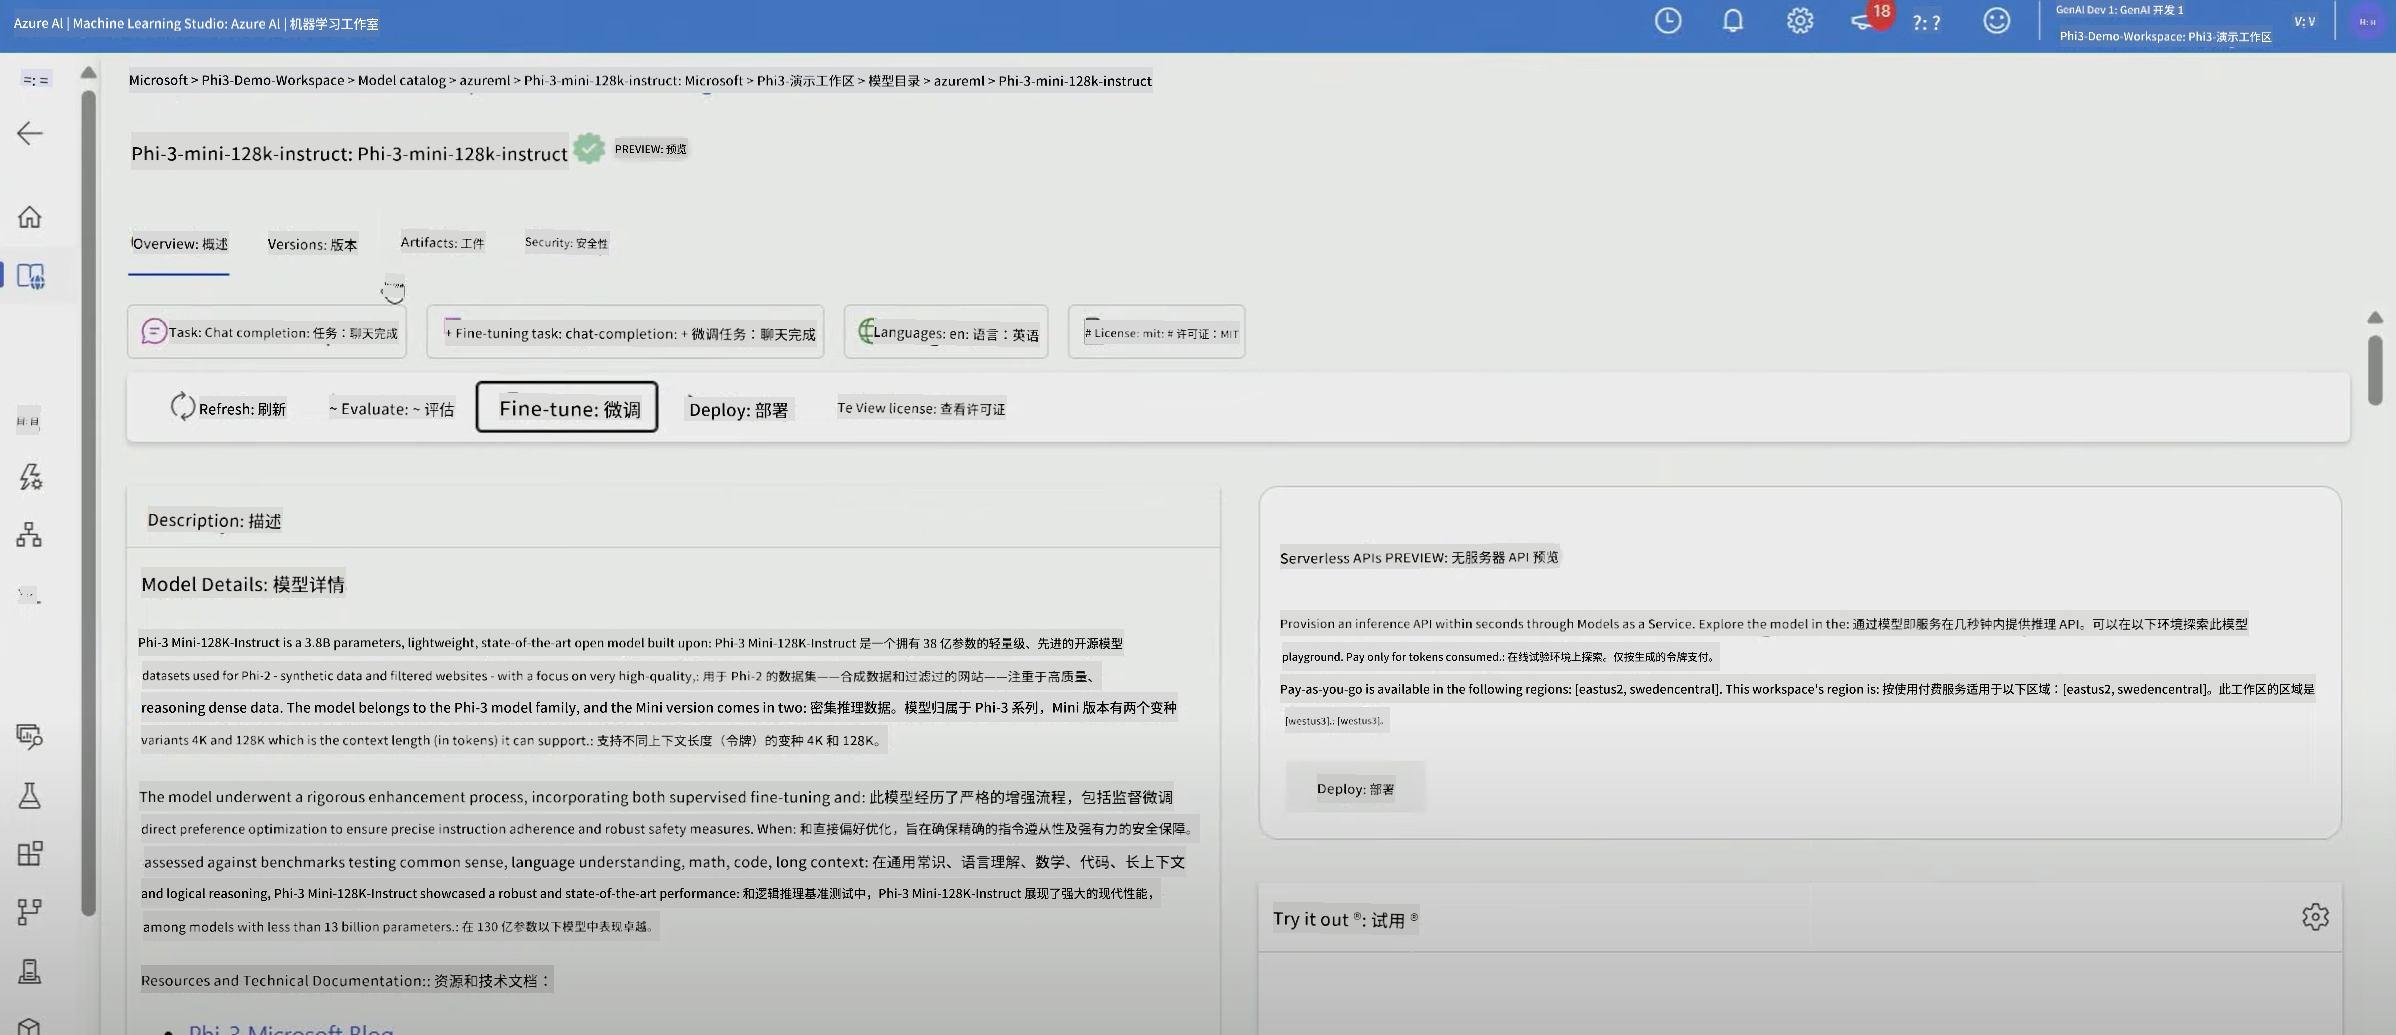 Azure AI | Machine Learning Studio: Azure AI | 机器学习工作室
18
?: ?
GenAI Dev 1: GenAI 开发 1
Phi3-Demo-Workspace: Phi3-演示工作区
V: V
H: H
=: =
Microsoft > Phi3-Demo-Workspace > Model catalog > azureml > Phi-3-mini-128k-instruct: Microsoft > Phi3-演示工作区 > 模型目录 > azureml > Phi-3-mini-128k-instruct
Phi-3-mini-128k-instruct: Phi-3-mini-128k-instruct
PREVIEW: 预览
Overview: 概述
Versions: 版本
Artifacts: 工件
Security: 安全性
Task: Chat completion: 任务：聊天完成
+ Fine-tuning task: chat-completion: + 微调任务：聊天完成
Languages: en: 语言：英语
# License: mit: # 许可证：MIT
Refresh: 刷新
~ Evaluate: ~ 评估
Fine-tune: 微调
Deploy: 部署
Te View license: 查看许可证
Description: 描述
Model Details: 模型详情
Phi-3 Mini-128K-Instruct is a 3.8B parameters, lightweight, state-of-the-art open model built upon: Phi-3 Mini-128K-Instruct 是一个拥有 38 亿参数的轻量级、先进的开源模型
datasets used for Phi-2 - synthetic data and filtered websites - with a focus on very high-quality,: 用于 Phi-2 的数据集——合成数据和过滤过的网站——注重于高质量、
reasoning dense data. The model belongs to the Phi-3 model family, and the Mini version comes in two: 密集推理数据。模型归属于 Phi-3 系列，Mini 版本有两个变种
variants 4K and 128K which is the context length (in tokens) it can support.: 支持不同上下文长度（令牌）的变种 4K 和 128K。
The model underwent a rigorous enhancement process, incorporating both supervised fine-tuning and: 此模型经历了严格的增强流程，包括监督微调
direct preference optimization to ensure precise instruction adherence and robust safety measures. When: 和直接偏好优化，旨在确保精确的指令遵从性及强有力的安全保障。
assessed against benchmarks testing common sense, language understanding, math, code, long context: 在通用常识、语言理解、数学、代码、长上下文
and logical reasoning, Phi-3 Mini-128K-Instruct showcased a robust and state-of-the-art performance: 和逻辑推理基准测试中，Phi-3 Mini-128K-Instruct 展现了强大的现代性能，
among models with less than 13 billion parameters.: 在 130 亿参数以下模型中表现卓越。
Resources and Technical Documentation:: 资源和技术文档：
Phi-3 Microsoft Blog
Serverless APIs PREVIEW: 无服务器 API 预览
Provision an inference API within seconds through Models as a Service. Explore the model in the: 通过模型即服务在几秒钟内提供推理 API。可以在以下环境探索此模型
playground. Pay only for tokens consumed.: 在线试验环境上探索。仅按生成的令牌支付。
Pay-as-you-go is available in the following regions: [eastus2, swedencentral]. This workspace's region is: 按使用付费服务适用于以下区域：[eastus2, swedencentral]。此工作区的区域是
[westus3].: [westus3]。
Deploy: 部署
Try it out ®: 试用 ®